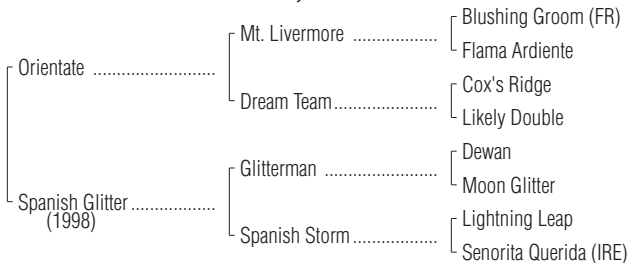 Blushing Groom (FR)
Mt. Livermore
Flama Ardiente
Orientate ..........................
Cox's Ridge
Dream Team......................
Likely Double
Dewan
Glitterman ........................
Moon Glitter
Spanish Glitter ..................
(1998)
Lightning Leap
Spanish Storm...................
Senorita Querida (IRE)